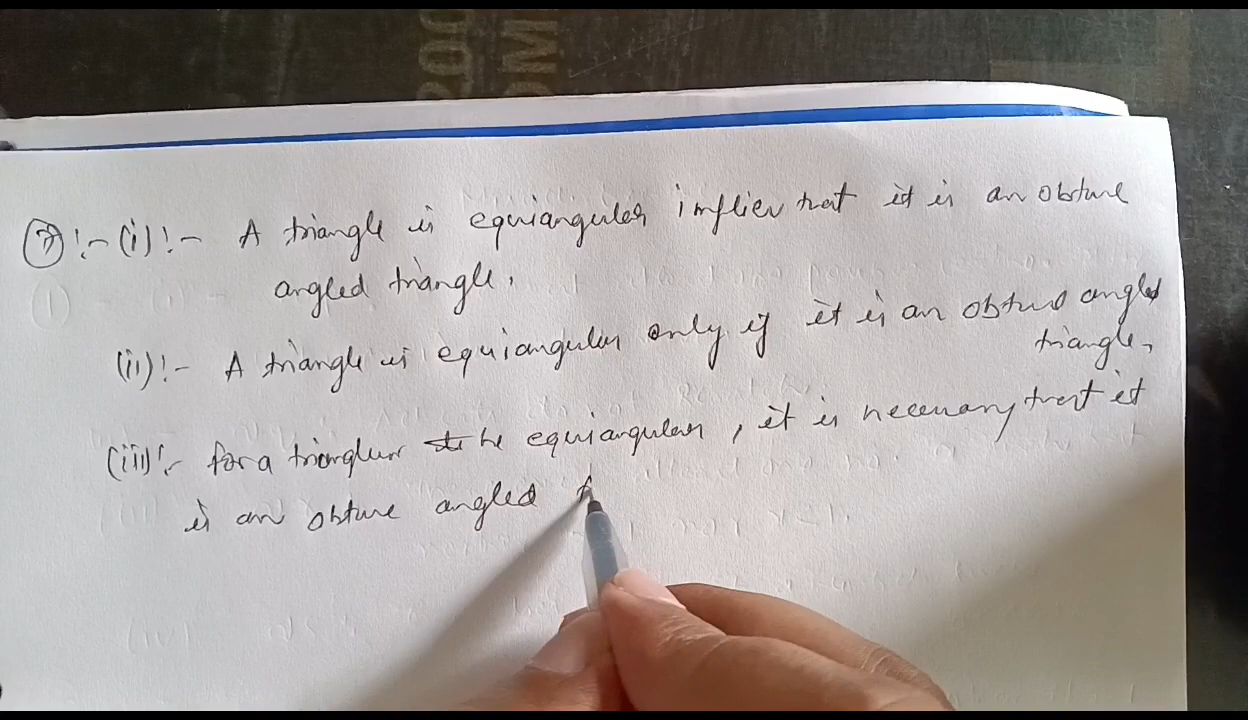 (7):- (i):- A triangle is equiangular implies that it is an obtuse
angled triangle.
(ii):- A triangle is equiangular only if it is an obtuse angled
triangle,
(iii):- for a triangle be equiangular, it is necessary that it
is an obtuse angled